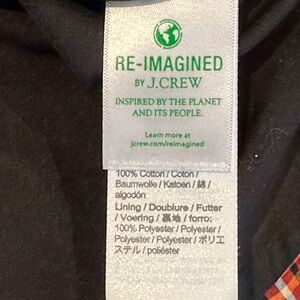 RE-IMAGINED
BY J.CREW
INSPIRED BY THE PLANET
AND ITS PEOPLE.
Learn more at
jcrew.com/reimagined
100% Cotton / Coton /
Baumwolle / Katoen / 綿 /
algodón
Lining / Doublure / Futter
/ Voering / 裏地 / forro:
100% Polyester / Polyester /
Polyester / Polyester / ポリエ
ステル / poliéster